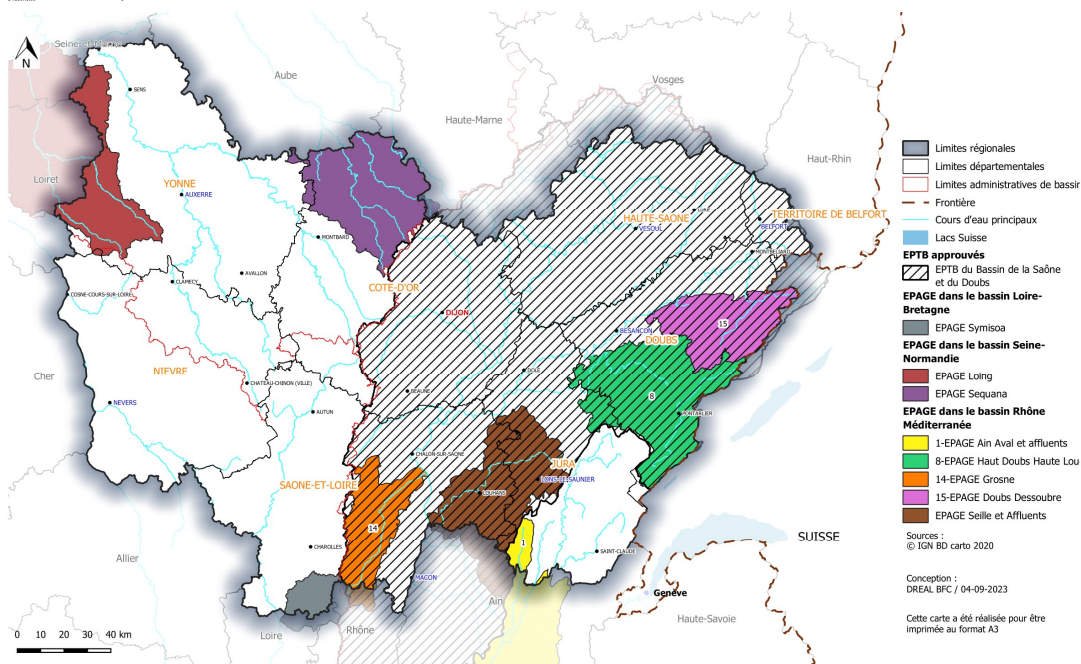 N
Seine-et-Marne
Aube
Vosges
Haute-Marne
Haut-Rhin
Loiret
SENS
YONNE
AUXERRE
MONTBARD
HAUTE-SAONE
VESOUL
TERRITOIRE DE BELFORT
BELFORT
MONTBELIARD
AVALLON
CLAMECY
COSNE-COURS-SUR-LOIRE
COTE-D'OR
DIJON
15
BESANCON
DOUBS
Cher
NIEVRE
CHATEAU-CHINON (VILLE)
DOLE
BEAUNE
8
NEVERS
AUTUN
PONTARLIER
CHALON-SUR-SAONE
JURA
SAONE-ET-LOIRE
LONS-LE-SAUNIER
LOUHANS
14
1
Allier
CHAROLLES
SAINT-CLAUDE
SUISSE
MACON
Ain
Genève
Loire
Rhône
Haute-Savoie
0 10 20 30 40 km
Limites régionales
Limites départementales
Limites administratives de bassin
Frontière
Cours d'eau principaux
Lacs Suisse
EPTB approuvés
EPTB du Bassin de la Saône
et du Doubs
EPAGE dans le bassin Loire-
Bretagne
EPAGE Symisoa
EPAGE dans le bassin Seine-
Normandie
EPAGE Loing
EPAGE Sequana
EPAGE dans le bassin Rhône
Méditerranée
1-EPAGE Ain Aval et affluents
8-EPAGE Haut Doubs Haute Lou
14-EPAGE Grosne
15-EPAGE Doubs Dessoubre
EPAGE Seille et Affluents
Sources :
© IGN BD carto 2020
Conception :
DREAL BFC / 04-09-2023
Cette carte a été réalisée pour être
imprimée au format A3